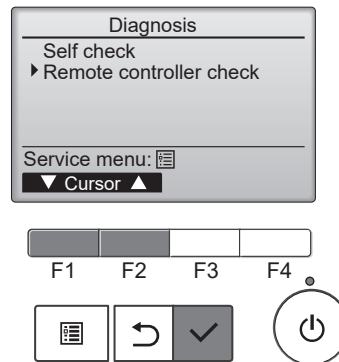 Diagnosis
Self check
Remote controller check
Service menu:
▼ Cursor ▲
F1 F2 F3 F4